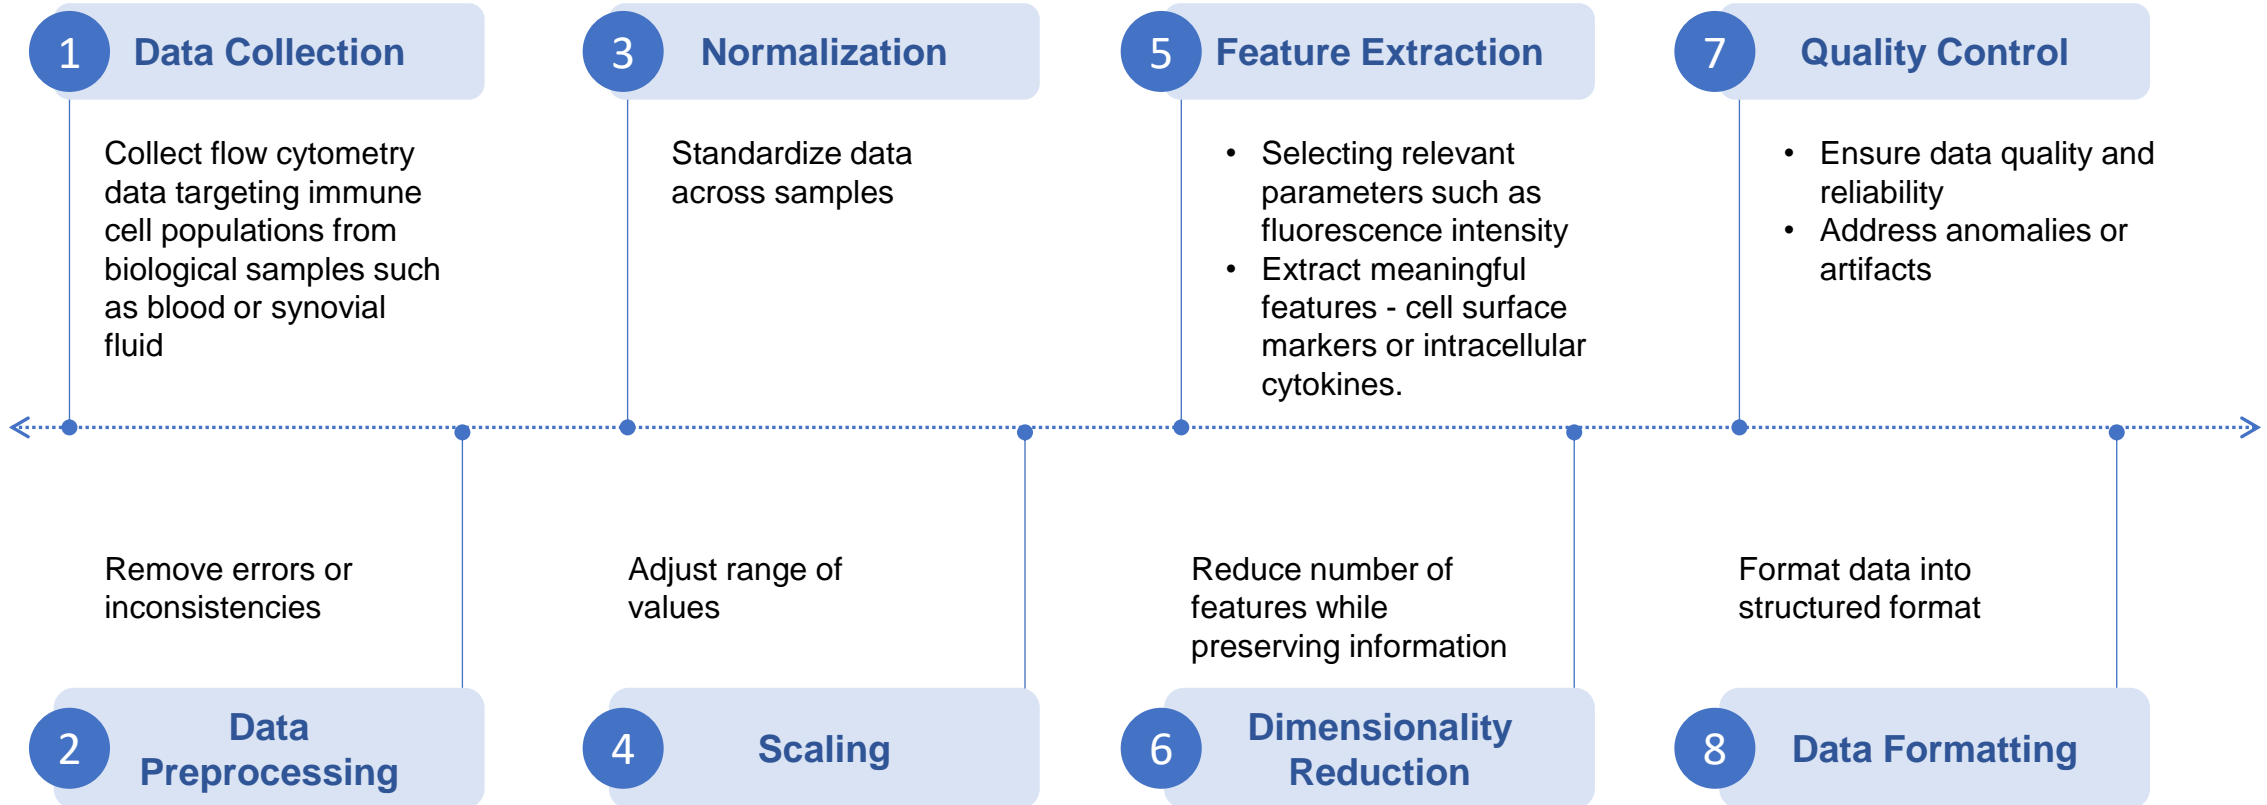 1
Data Collection
Collect flow cytometry
data targeting immune
cell populations from
biological samples such
as blood or synovial
fluid
2
Data
Preprocessing
Remove errors or
inconsistencies
3
Normalization
Standardize data
across samples
4
Scaling
Adjust range of
values
5
Feature Extraction
• Selecting relevant
parameters such as
fluorescence intensity
• Extract meaningful
features - cell surface
markers or intracellular
cytokines.
6
Dimensionality
Reduction
Reduce number of
features while
preserving information
7
Quality Control
• Ensure data quality and
reliability
• Address anomalies or
artifacts
8
Data Formatting
Format data into
structured format